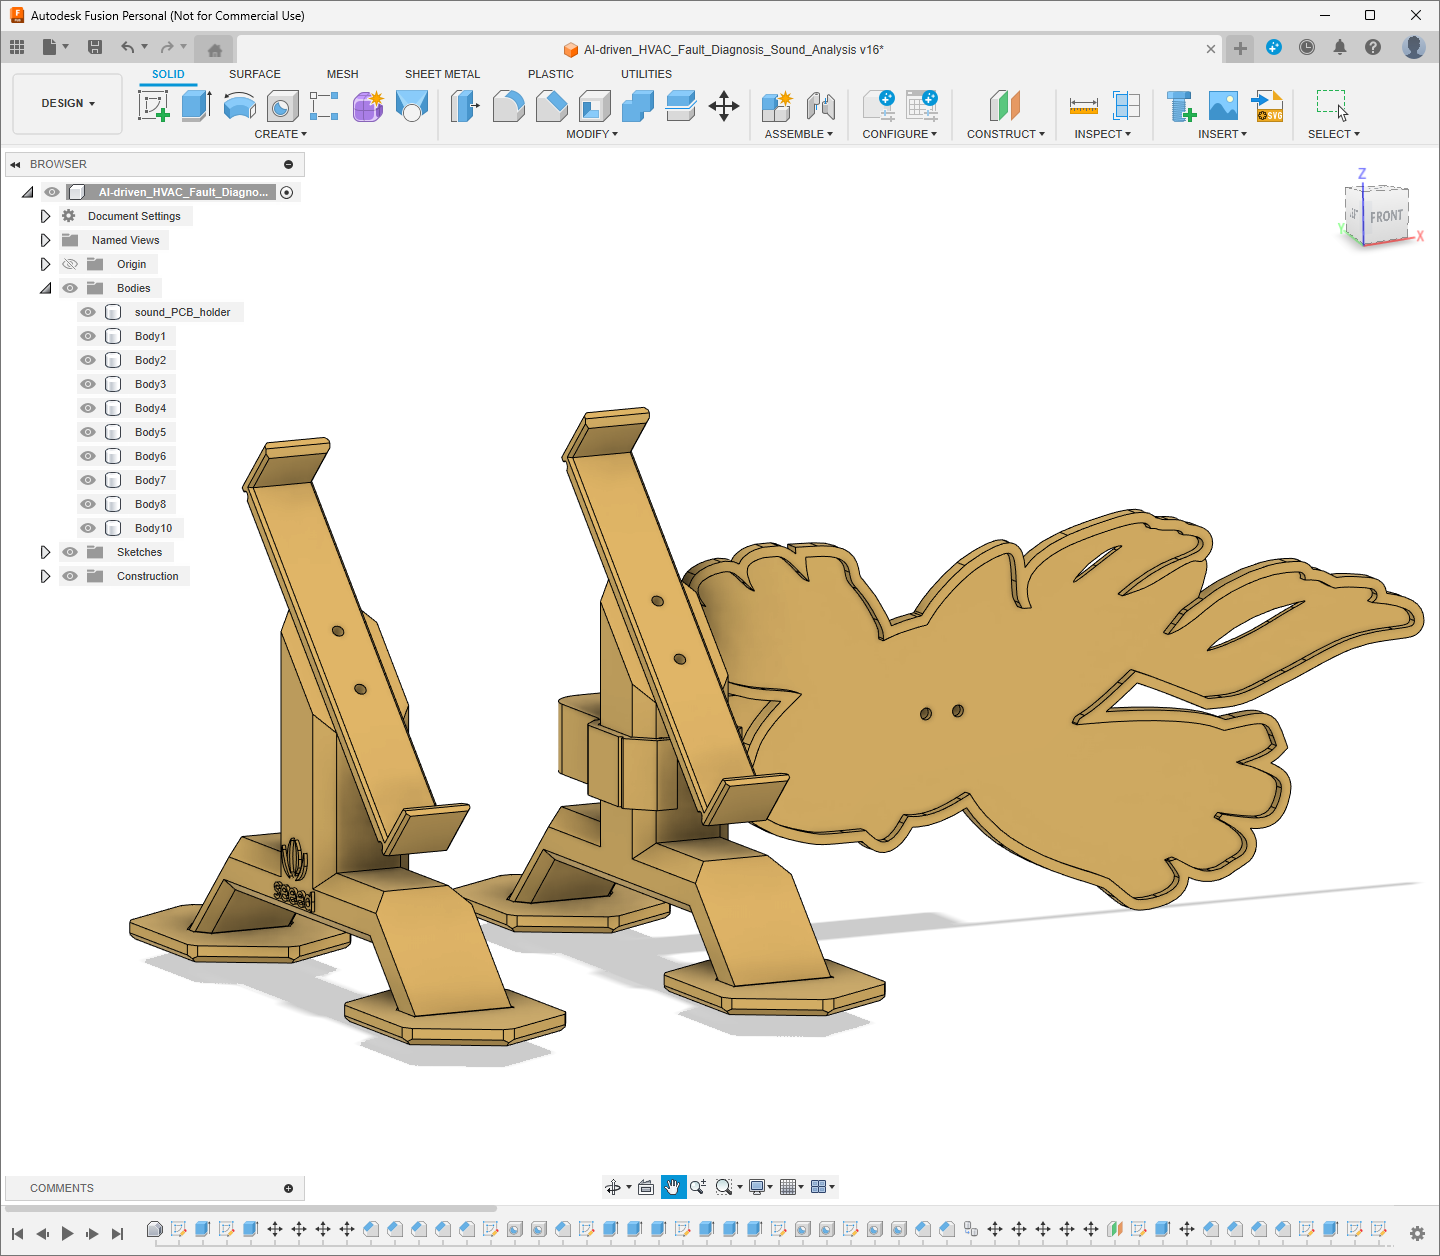 Autodesk Fusion Personal (Not for Commercial Use)
AI-driven_HVAC_Fault_Diagnosis_Sound_Analysis v16*
SOLID SURFACE MESH SHEET METAL PLASTIC UTILITIES
DESIGN
CREATE MODIFY ASSEMBLE CONFIGURE CONSTRUCT INSPECT INSERT SELECT
SVG
BROWSER
AI-driven_HVAC_Fault_Diagno...
Document Settings
Named Views
Origin
Bodies
sound_PCB_holder
Body1
Body2
Body3
Body4
Body5
Body6
Body7
Body8
Body10
Sketches
Construction
Z
FRONT
Y
X
COMMENTS